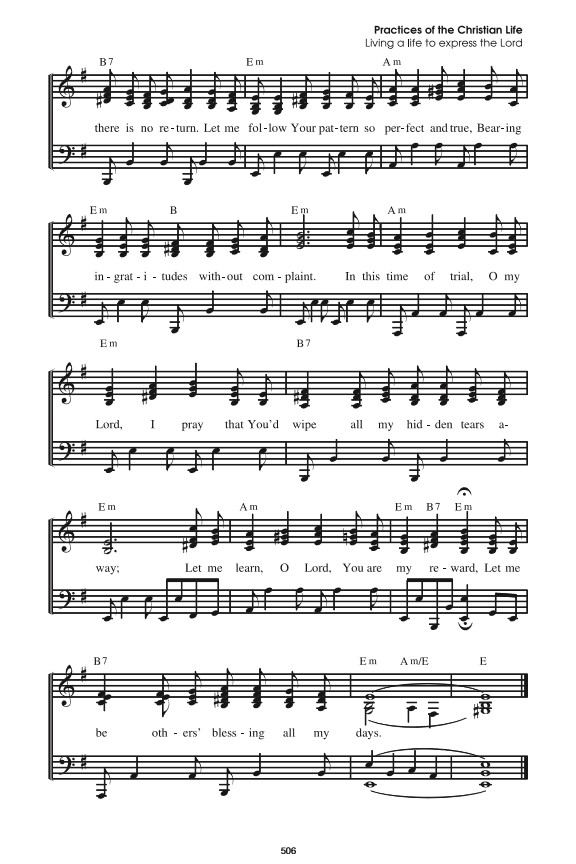 Practices of the Christian Life
Living a life to express the Lord
B7 Em Am
there is no re-turn. Let me fol-low Your pat-tern so per-fect and true, Bear-ing
Em B Em Am
in-grat-i-tudes with-out com-plaint. In this time of trial, O my
Em B7
Lord, I pray that You'd wipe all my hid-den tears a-
Em Am Em B7 Em
way; Let me learn, O Lord, You are my re-ward, Let me
B7 Em Am/E E
be oth-ers' bless-ing all my days.
506